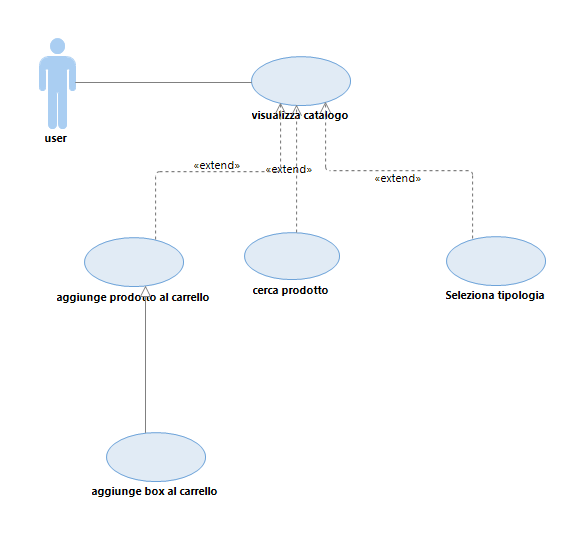 user
visualizza catalogo
«extend»
«extend»
«extend»
aggiunge prodotto al carrello
cerca prodotto
Seleziona tipologia
aggiunge box al carrello